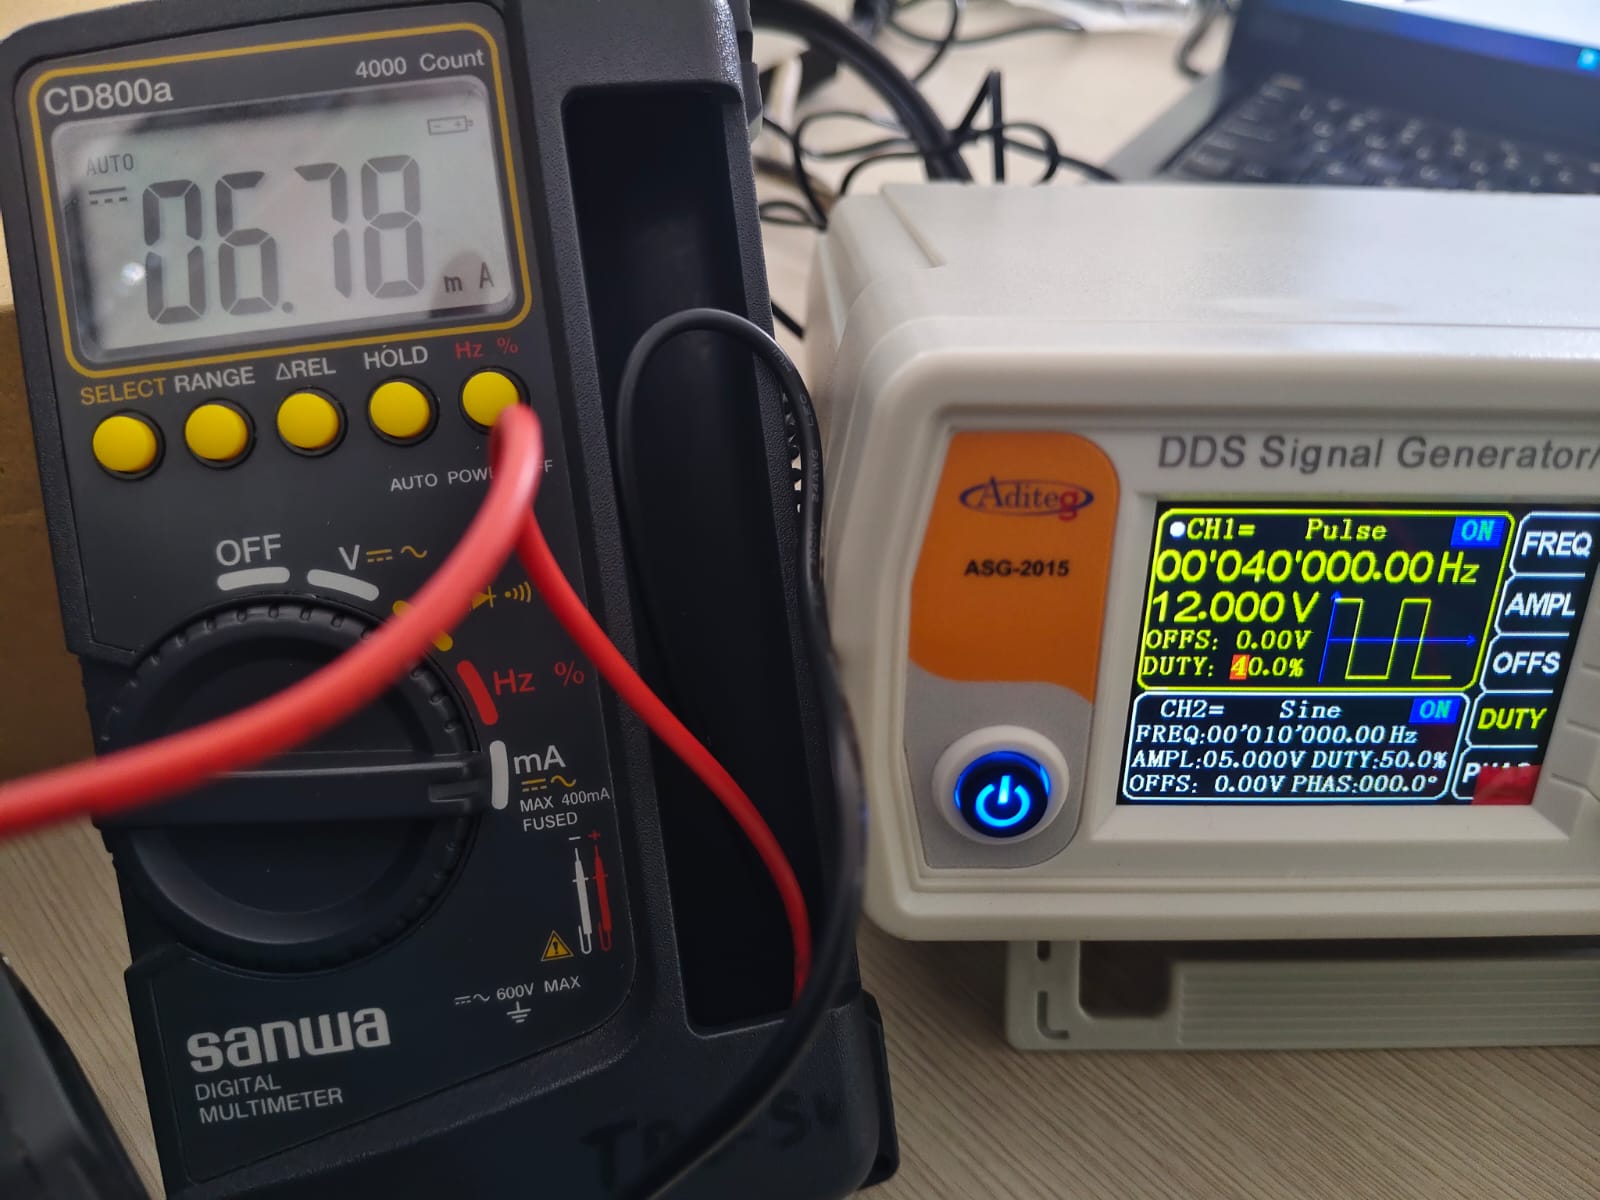 CD800a
4000 Count
AUTO
06.78
m A
SELECT RANGE ΔREL HOLD Hz %
AUTO
OFF
V
Hz %
mA
MAX 400mA
FUSED
- +
600V MAX
sanwa
DIGITAL
MULTIMETER
DDS Signal Generator/
Aditeg
ASG-2015
CH1= Pulse ON
00'040'000.00 Hz
12.000 V
OFFS: 0.00V
DUTY: 40.0%
CH2= Sine ON
FREQ:00'010'000.00 Hz
AMPL:05.000V DUTY:50.0%
OFFS: 0.00V PHAS:000.0°
FREQ
AMPL
OFFS
DUTY